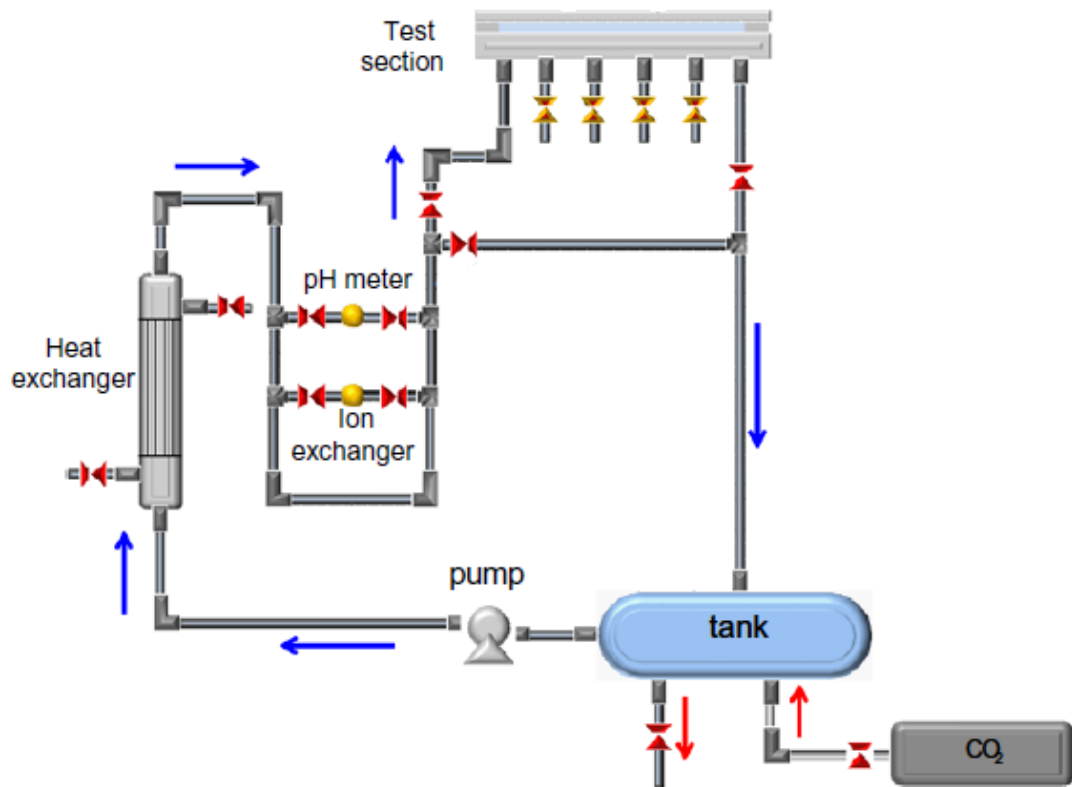 Test
section
pH meter
Heat
exchanger
Ion
exchanger
pump
tank
CO₂